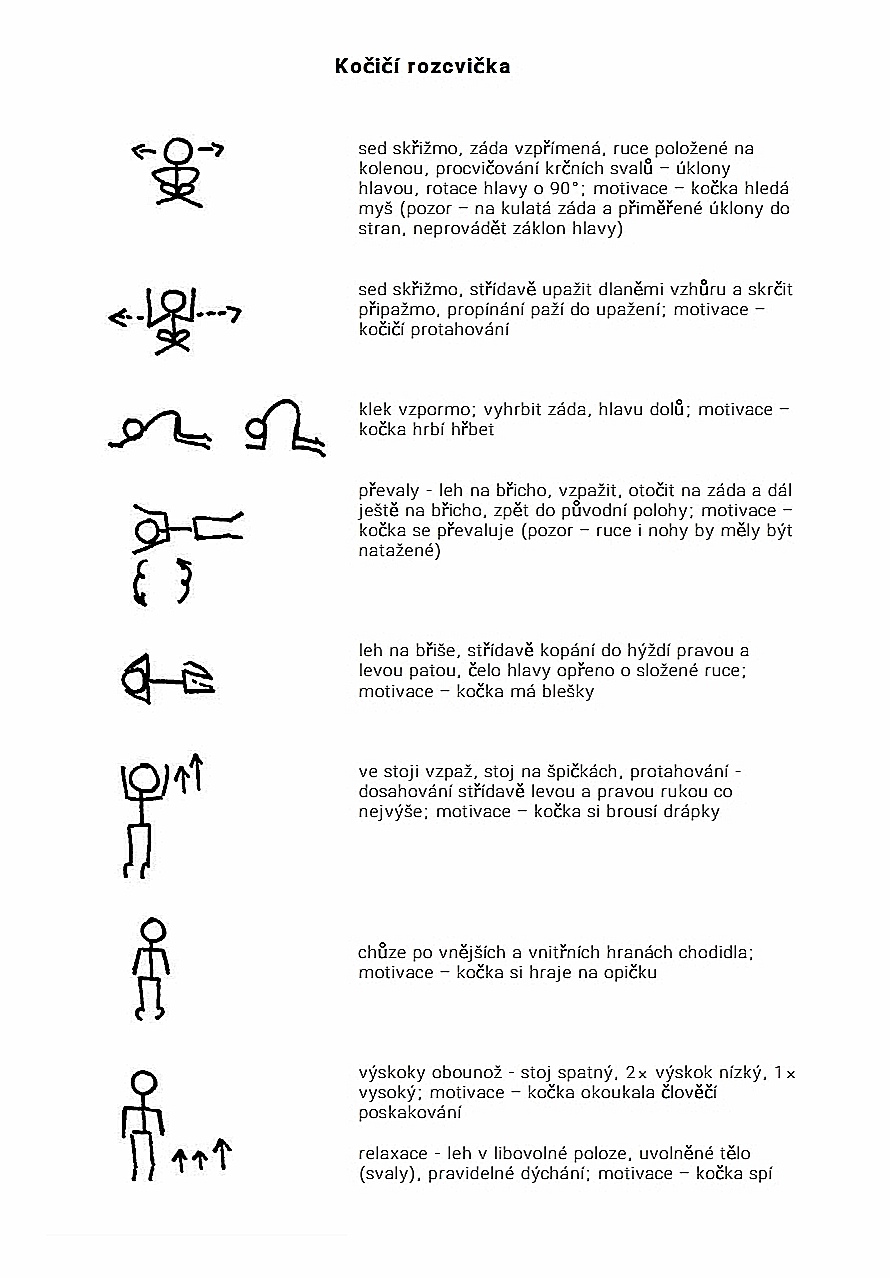 Kočičí rozcvička
sed skřižmo, záda vzpřímená, ruce položené na
kolenou, procvičování krčních svalů – úklony
hlavou, rotace hlavy o 90°; motivace – kočka hledá
myš (pozor – na kulatá záda a přiměřené úklony do
stran, neprovádět záklon hlavy)
sed skřižmo, střídavě upažit dlaněmi vzhůru a skrčit
připažmo, propínání paží do upažení; motivace –
kočičí protahování
klek vzpormo; vyhrbit záda, hlavu dolů; motivace –
kočka hrbí hřbet
převaly - leh na břicho, vzpažit, otočit na záda a dál
ještě na břicho, zpět do původní polohy; motivace –
kočka se převaluje (pozor – ruce i nohy by měly být
natažené)
leh na břiše, střídavě kopání do hýždí pravou a
levou patou, čelo hlavy opřeno o složené ruce;
motivace – kočka má blešky
ve stoji vzpaž, stoj na špičkách, protahování -
dosahování střídavě levou a pravou rukou co
nejvýše; motivace – kočka si brousí drápky
chůze po vnějších a vnitřních hranách chodidla;
motivace – kočka si hraje na opičku
výskoky obounož - stoj spatný, 2x výskok nízký, 1x
vysoký; motivace – kočka okoukala člověčí
poskakování
relaxace - leh v libovolné poloze, uvolněné tělo
(svaly), pravidelné dýchání; motivace – kočka spí